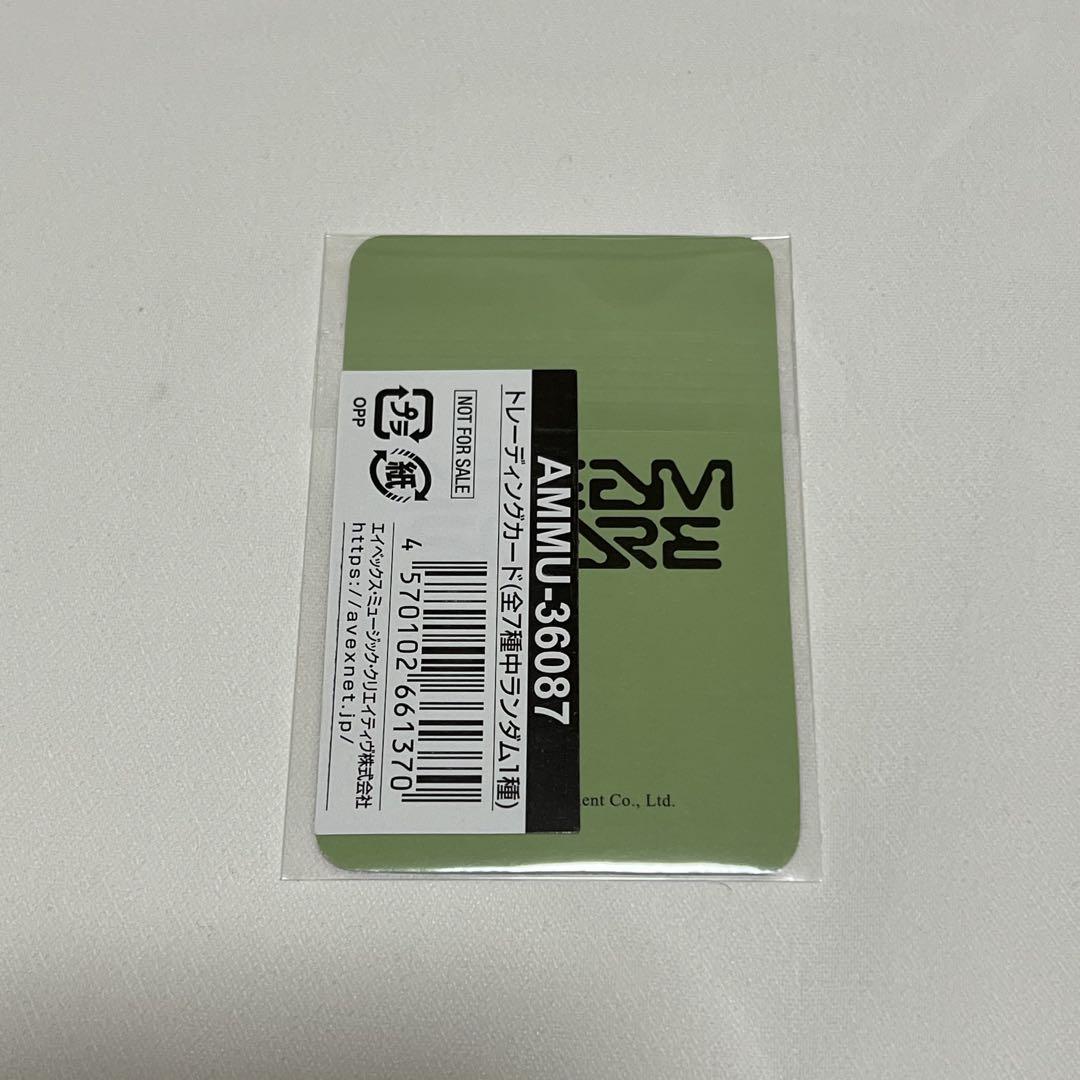 AMMU-36087
トレーディングカード(全7種中ランダム1種)
NOT FOR SALE
4 570102 661370
プラ
紙
OPP
エイベックス・ミュージック・クリエイティヴ株式会社
https://avexnet.jp/
ent Co., Ltd.